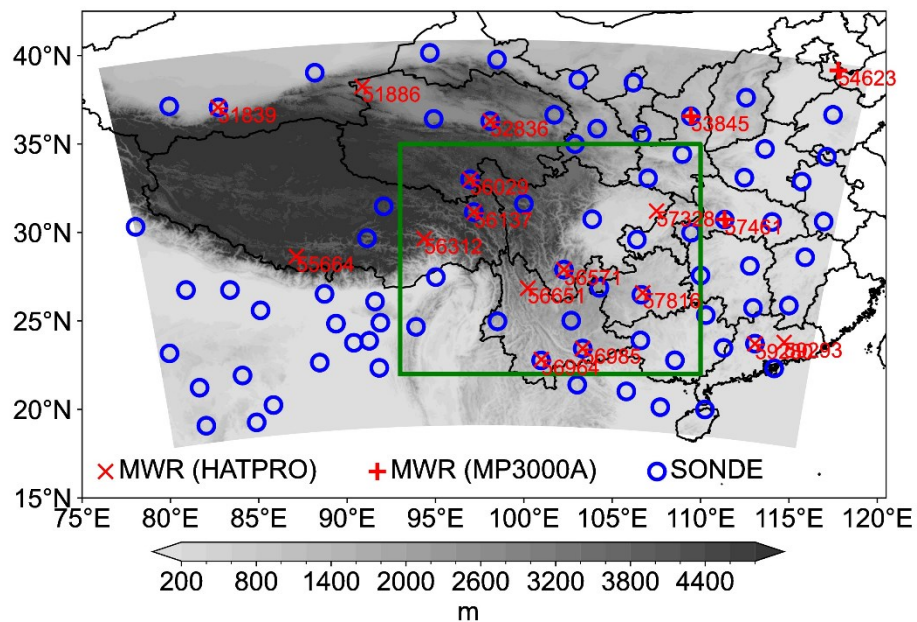 40°N
35°N
30°N
25°N
20°N
15°N
54623
51886
51839
53845
52836
56029
56137
57328
57461
56312
55664
56571
56651
57816
59280
59293
56985
56964
MWR (HATPRO)
MWR (MP3000A)
SONDE
75°E
80°E
85°E
90°E
95°E
100°E
105°E
110°E
115°E
120°E
200
800
1400
2000
2600
3200
3800
4400
m